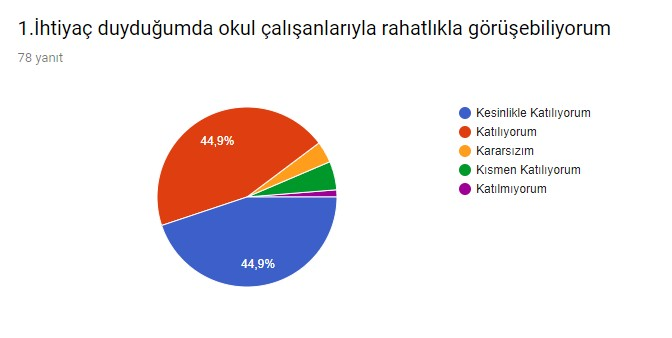 1.İhtiyaç duyduğumda okul çalışanlarıyla rahatlıkla görüşebiliyorum
78 yanıt
Kesinlikle Katılıyorum
Katılıyorum
Kararsızım
Kısmen Katılıyorum
Katılmıyorum
44,9%
44,9%